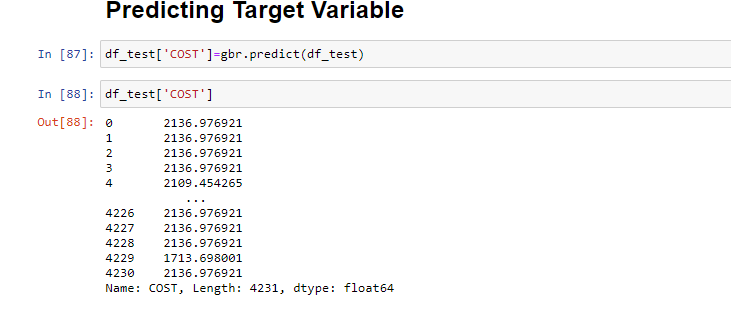 Predicting Target Variable
In [87]: df_test['COST']=gbr.predict(df_test)
In [88]: df_test['COST']
Out[88]: 0       2136.976921
1       2136.976921
2       2136.976921
3       2136.976921
4       2109.454265
...
4226    2136.976921
4227    2136.976921
4228    2136.976921
4229    1713.698001
4230    2136.976921
Name: COST, Length: 4231, dtype: float64